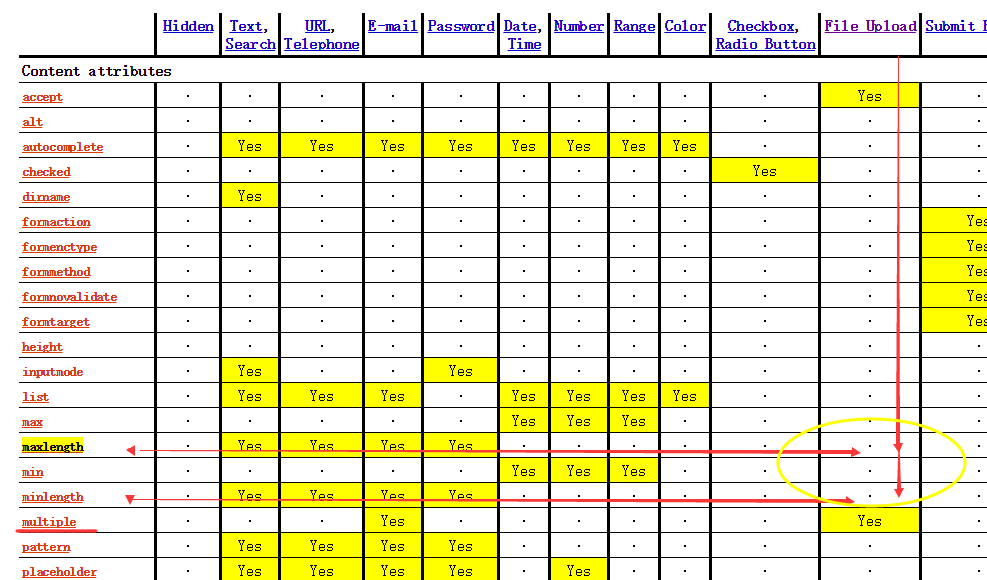 Hidden Text, Search URL, Telephone E-mail Password Date, Time Number Range Color Checkbox, Radio Button File Upload Submit
Content attributes
accept · · · · · · · · · · Yes ·
alt · · · · · · · · · · · ·
autocomplete · Yes Yes Yes Yes Yes Yes Yes Yes · · ·
checked · · · · · · · · · Yes · ·
dirname · Yes · · · · · · · · · ·
formaction · · · · · · · · · · · Yes
formenctype · · · · · · · · · · · Yes
formmethod · · · · · · · · · · · Yes
formnovalidate · · · · · · · · · · · Yes
formtarget · · · · · · · · · · · Yes
height · · · · · · · · · · · ·
inputmode · Yes · · Yes · · · · · · ·
list · Yes Yes Yes · Yes Yes Yes Yes · · ·
max · · · · · Yes Yes Yes · · · ·
maxlength · Yes Yes Yes Yes · · · · · · ·
min · · · · · Yes Yes Yes · · · ·
minlength · Yes Yes Yes Yes · · · · · · ·
multiple · · · Yes · · · · · · Yes ·
pattern · Yes Yes Yes Yes · · · · · · ·
placeholder · Yes Yes Yes Yes · Yes · · · · ·